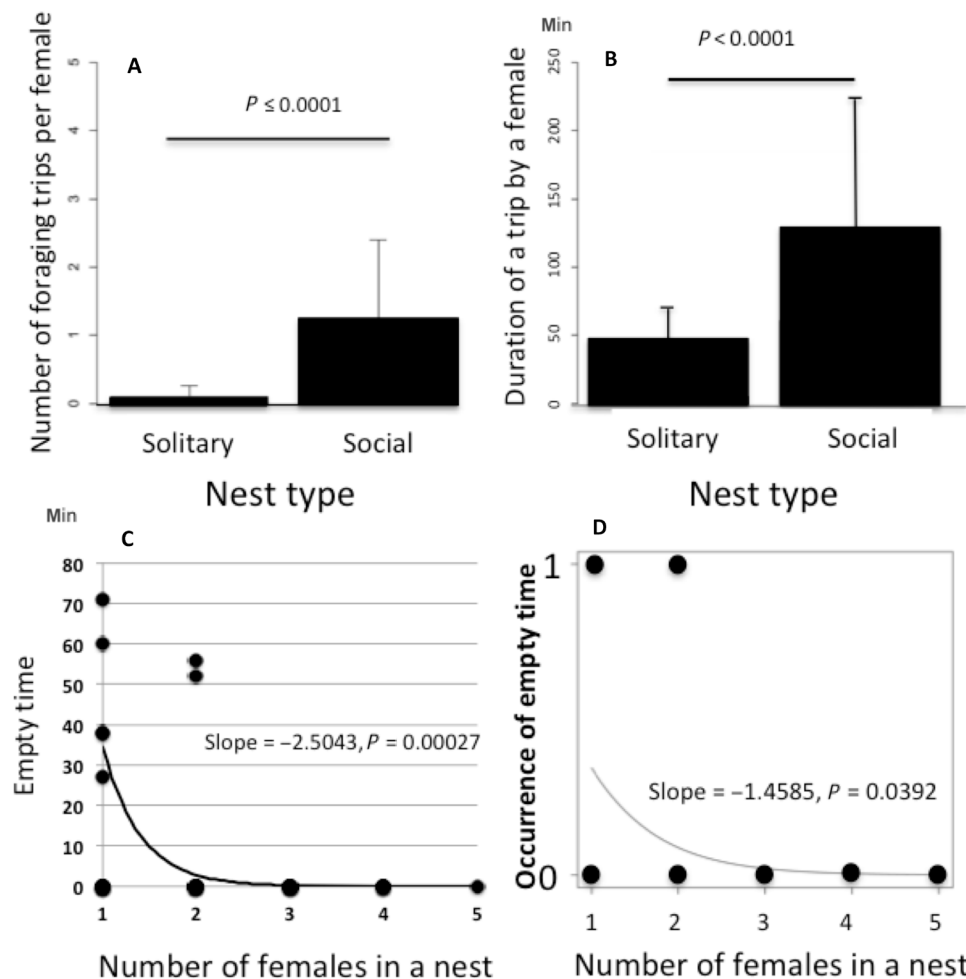 A
Number of foraging trips per female
5
4
3
2
1
0
P ≤ 0.0001
Solitary
Social
Nest type
Min
B
Duration of a trip by a female
250
200
150
100
50
0
P < 0.0001
Solitary
Social
Nest type
Min
C
Empty time
80
70
60
50
40
30
20
10
0
Slope = −2.5043, P = 0.00027
1 2 3 4 5
Number of females in a nest
D
Occurrence of empty time
1
0
Slope = −1.4585, P = 0.0392
1 2 3 4 5
Number of females in a nest